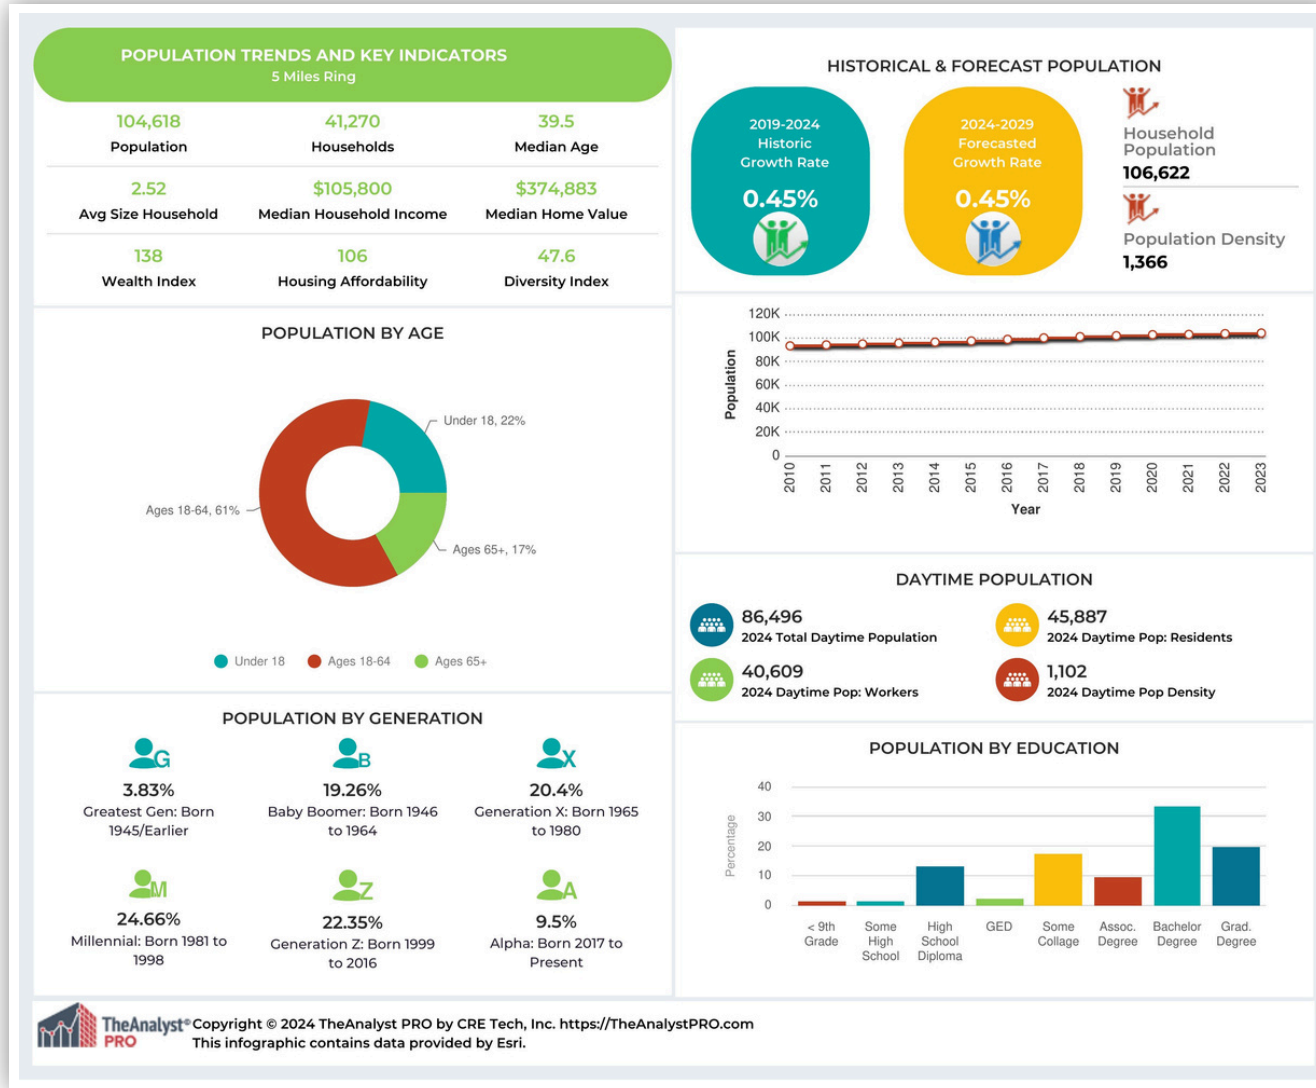 POPULATION TRENDS AND KEY INDICATORS
5 Miles Ring
104,618
Population
41,270
Households
39.5
Median Age
2.52
Avg Size Household
$105,800
Median Household Income
$374,883
Median Home Value
138
Wealth Index
106
Housing Affordability
47.6
Diversity Index
HISTORICAL & FORECAST POPULATION
2019-2024
Historic
Growth Rate
0.45%
2024-2029
Forecasted
Growth Rate
0.45%
Household
Population
106,622
Population Density
1,366
POPULATION BY AGE
Under 18, 22%
Ages 18-64, 61%
Ages 65+, 17%
Under 18
Ages 18-64
Ages 65+
Population
120K
100K
80K
60K
40K
20K
0
2010
2011
2012
2013
2014
2015
2016
2017
2018
2019
2020
2021
2022
2023
Year
DAYTIME POPULATION
86,496
2024 Total Daytime Population
45,887
2024 Daytime Pop: Residents
40,609
2024 Daytime Pop: Workers
1,102
2024 Daytime Pop Density
POPULATION BY GENERATION
G
3.83%
Greatest Gen: Born
1945/Earlier
B
19.26%
Baby Boomer: Born 1946
to 1964
X
20.4%
Generation X: Born 1965
to 1980
M
24.66%
Millennial: Born 1981 to
1998
Z
22.35%
Generation Z: Born 1999
to 2016
A
9.5%
Alpha: Born 2017 to
Present
POPULATION BY EDUCATION
Percentage
40
30
20
10
0
< 9th
Grade
Some
High
School
High
School
Diploma
GED
Some
Collage
Assoc.
Degree
Bachelor
Degree
Grad.
Degree
TheAnalyst®
PRO
Copyright © 2024 TheAnalyst PRO by CRE Tech, Inc. https://TheAnalystPRO.com
This infographic contains data provided by Esri.